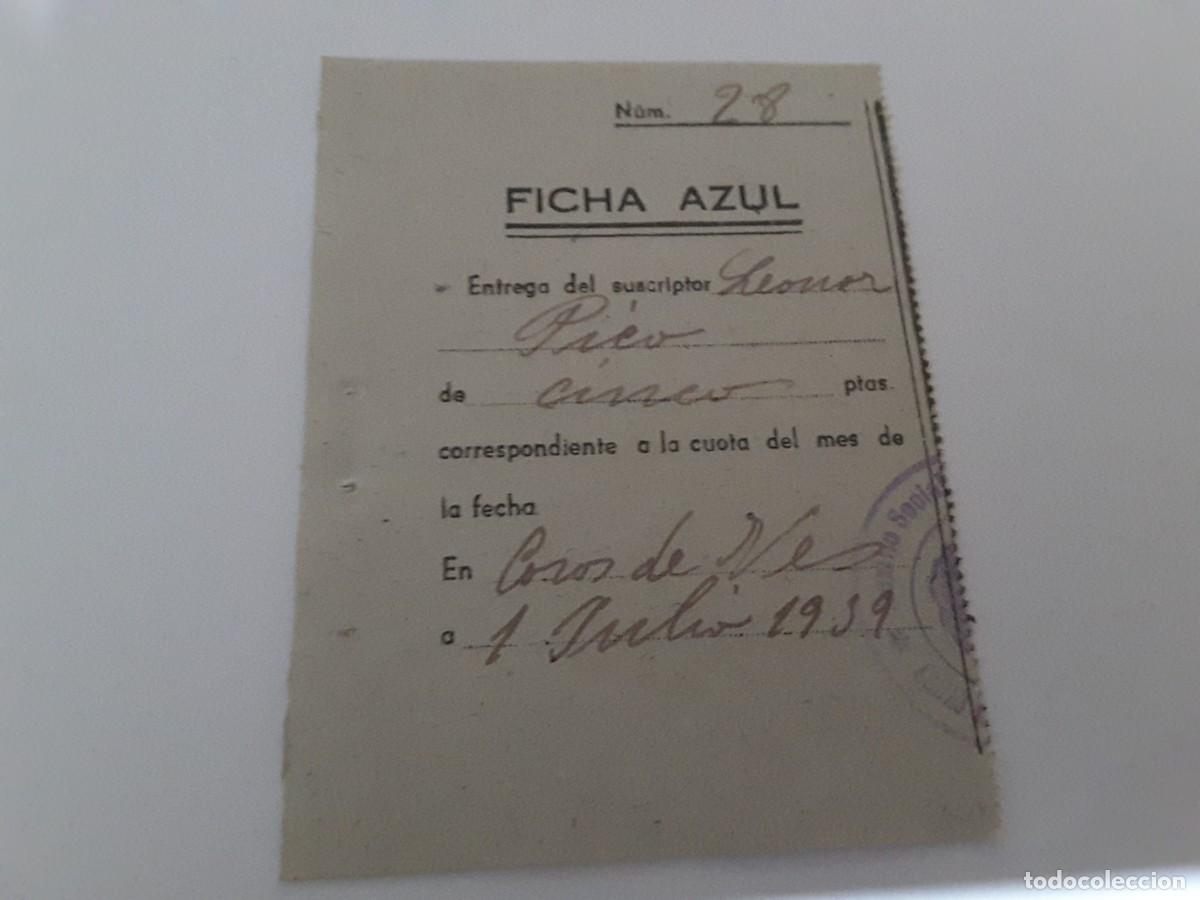 Núm. 28
FICHA AZUL
Entrega del suscriptor Leonor
Pico
de cinco ptas.
correspondiente a la cuota del mes de
la fecha
En Coros de Nes
a 1 Julio 1939
todocoleccion